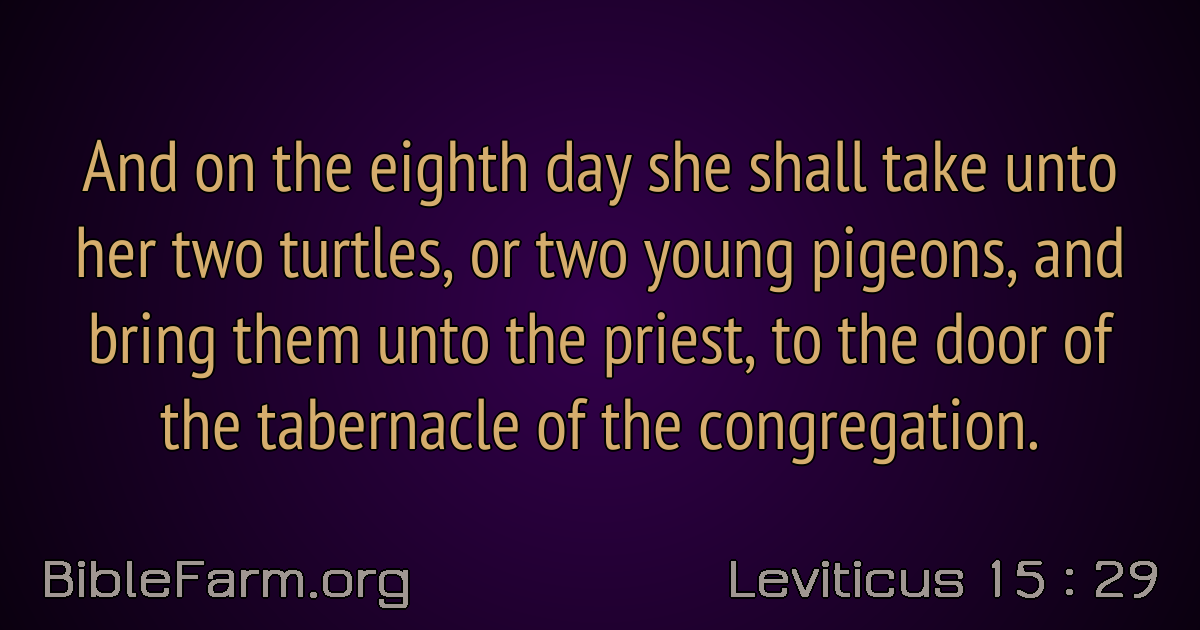 And on the eighth day she shall take unto
her two turtles, or two young pigeons, and
bring them unto the priest, to the door of
the tabernacle of the congregation.
BibleFarm.org
Leviticus 15 : 29